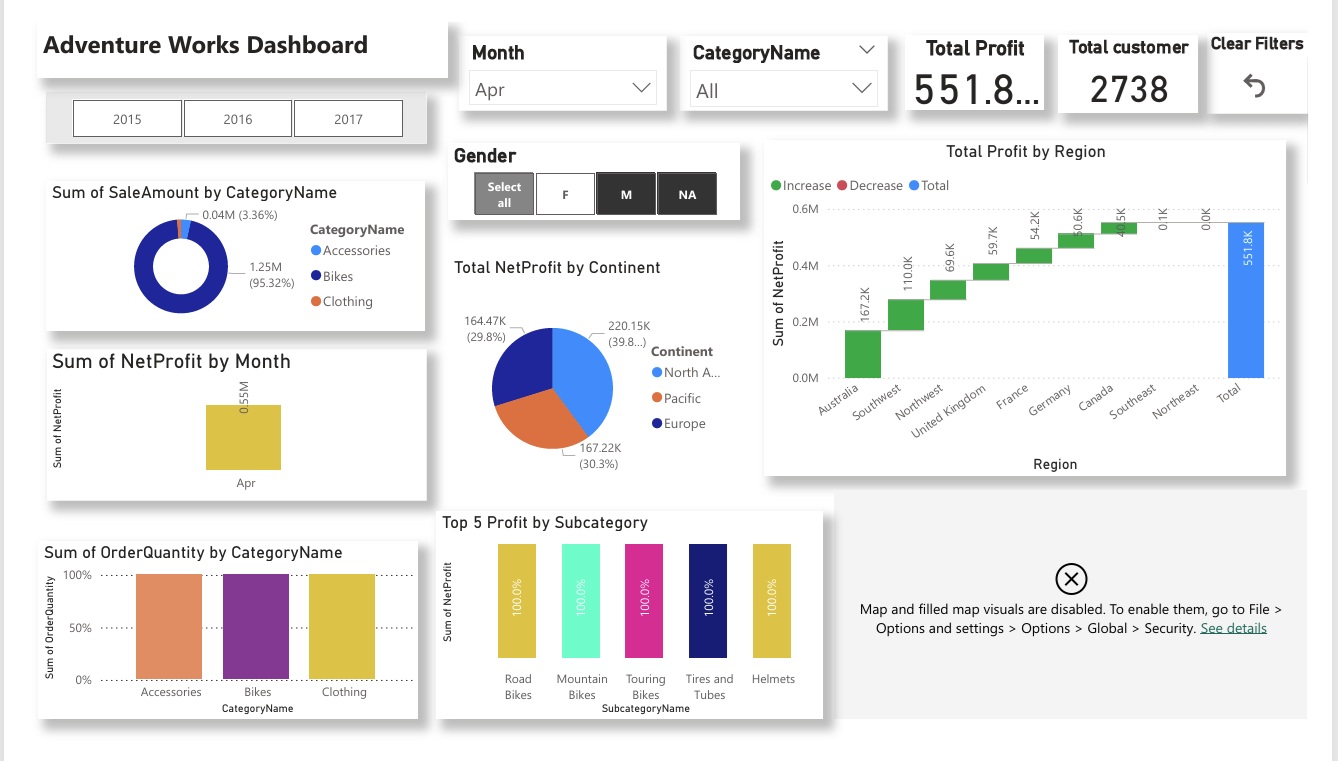 Adventure Works Dashboard
Month
Apr
CategoryName
All
Total Profit
551.8...
Total customer
2738
Clear Filters
2015
2016
2017
Gender
Select
all
F
M
NA
Sum of SaleAmount by CategoryName
0.04M (3.36%)
1.25M
(95.32%)
CategoryName
Accessories
Bikes
Clothing
Total NetProfit by Continent
164.47K
(29.8%)
220.15K
(39.8...)
167.22K
(30.3%)
Continent
North A...
Pacific
Europe
Total Profit by Region
Increase
Decrease
Total
Sum of NetProfit
0.6M
0.4M
0.2M
0.0M
167.2K
110.0K
69.6K
59.7K
54.2K
50.6K
40.5K
0.1K
0.0K
551.8K
Australia
Southwest
Northwest
United Kingdom
France
Germany
Canada
Southeast
Northeast
Total
Region
Sum of NetProfit by Month
Sum of NetProfit
0.55M
Apr
Sum of OrderQuantity by CategoryName
Sum of OrderQuantity
100%
50%
0%
Accessories
Bikes
Clothing
CategoryName
Top 5 Profit by Subcategory
Sum of NetProfit
100.0%
100.0%
100.0%
100.0%
100.0%
Road
Bikes
Mountain
Bikes
Touring
Bikes
Tires and
Tubes
Helmets
SubcategoryName
Map and filled map visuals are disabled. To enable them, go to File >
Options and settings > Options > Global > Security. See details